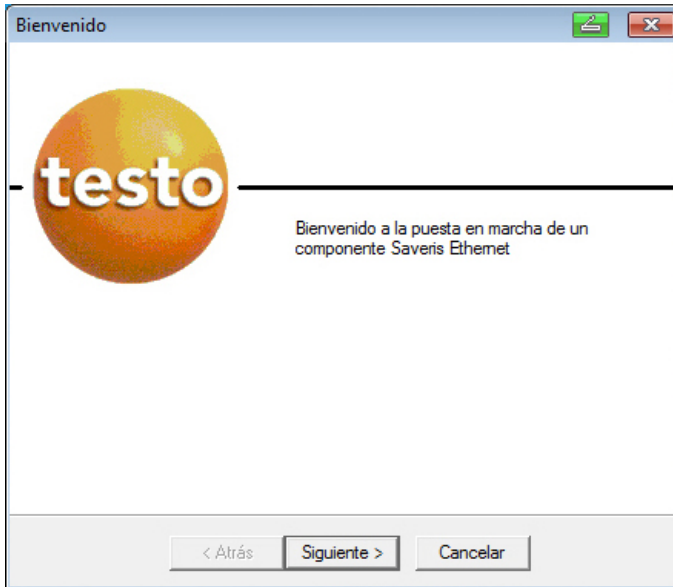 Bienvenido
testo
Bienvenido a la puesta en marcha de un
componente Saveris Ethernet
< Atrás
Siguiente >
Cancelar